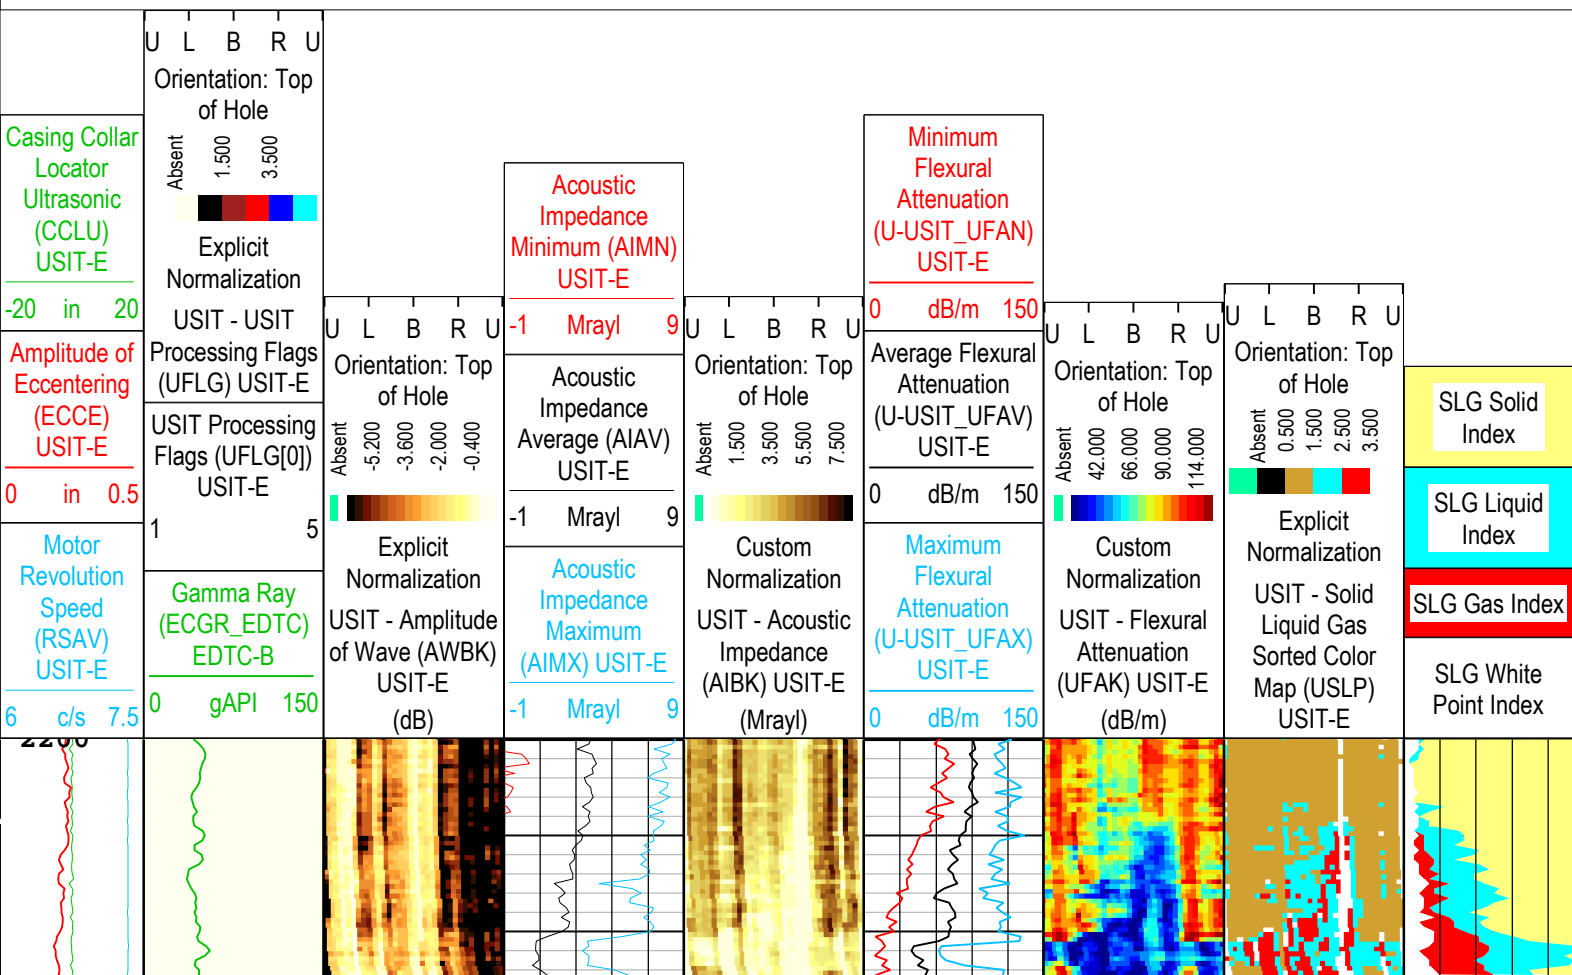 Casing Collar
Locator
Ultrasonic
(CCLU)
USIT-E
-20 in 20
Amplitude of
Eccentering
(ECCE)
USIT-E
0 in 0.5
Motor
Revolution
Speed
(RSAV)
USIT-E
6 c/s 7.5
2200
U L B R U
Orientation: Top
of Hole
Absent
1.500
3.500
Explicit
Normalization
USIT - USIT
Processing Flags
(UFLG) USIT-E
USIT Processing
Flags (UFLG[0])
USIT-E
1 5
Gamma Ray
(ECGR_EDTC)
EDTC-B
0 gAPI 150
U L B R U
Orientation: Top
of Hole
Absent
-5.200
-3.600
-2.000
-0.400
Explicit
Normalization
USIT - Amplitude
of Wave (AWBK)
USIT-E
(dB)
Acoustic
Impedance
Minimum (AIMN)
USIT-E
-1 Mrayl 9
Acoustic
Impedance
Average (AIAV)
USIT-E
-1 Mrayl 9
Acoustic
Impedance
Maximum
(AIMX) USIT-E
-1 Mrayl 9
U L B R U
Orientation: Top
of Hole
Absent
1.500
3.500
5.500
7.500
Custom
Normalization
USIT - Acoustic
Impedance
(AIBK) USIT-E
(Mrayl)
Minimum
Flexural
Attenuation
(U-USIT_UFAN)
USIT-E
0 dB/m 150
Average Flexural
Attenuation
(U-USIT_UFAV)
USIT-E
0 dB/m 150
Maximum
Flexural
Attenuation
(U-USIT_UFAX)
USIT-E
0 dB/m 150
U L B R U
Orientation: Top
of Hole
Absent
42.000
66.000
90.000
114.000
Custom
Normalization
USIT - Flexural
Attenuation
(UFAK) USIT-E
(dB/m)
U L B R U
Orientation: Top
of Hole
Absent
0.500
1.500
2.500
3.500
Explicit
Normalization
USIT - Solid
Liquid Gas
Sorted Color
Map (USLP)
USIT-E
SLG Solid
Index
SLG Liquid
Index
SLG Gas Index
SLG White
Point Index